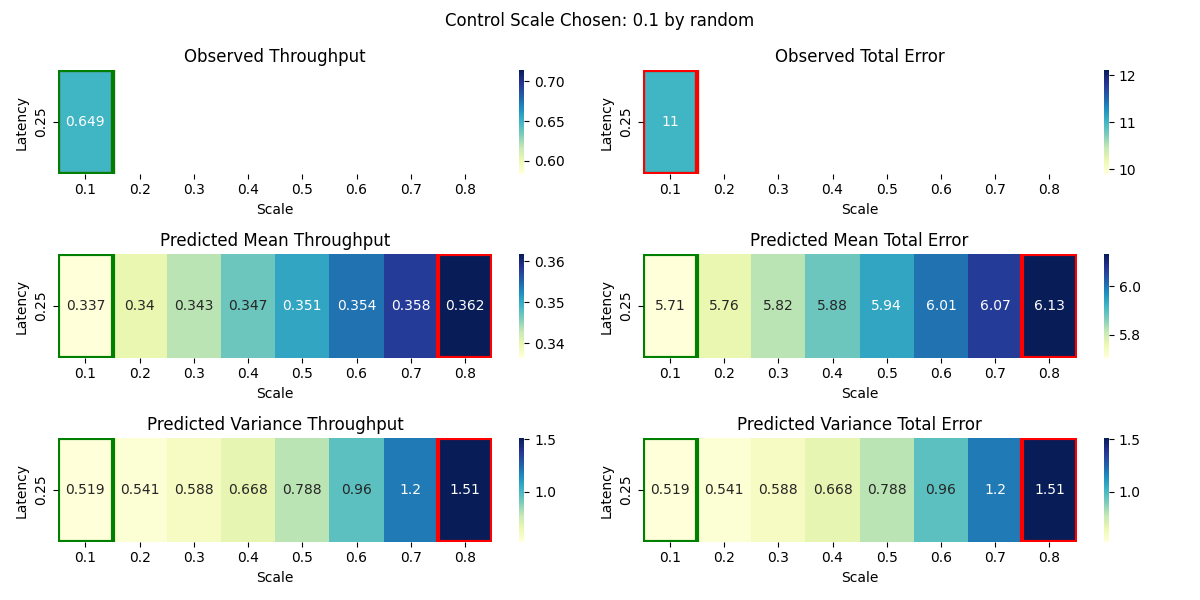 Control Scale Chosen: 0.1 by random
Observed Throughput
Latency
0.25
0.649
0.1 0.2 0.3 0.4 0.5 0.6 0.7 0.8
Scale
0.70
0.65
0.60
Observed Total Error
Latency
0.25
11
0.1 0.2 0.3 0.4 0.5 0.6 0.7 0.8
Scale
12
11
10
Predicted Mean Throughput
Latency
0.25
0.337 0.34 0.343 0.347 0.351 0.354 0.358 0.362
0.1 0.2 0.3 0.4 0.5 0.6 0.7 0.8
Scale
0.36
0.35
0.34
Predicted Mean Total Error
Latency
0.25
5.71 5.76 5.82 5.88 5.94 6.01 6.07 6.13
0.1 0.2 0.3 0.4 0.5 0.6 0.7 0.8
Scale
6.0
5.8
Predicted Variance Throughput
Latency
0.25
0.519 0.541 0.588 0.668 0.788 0.96 1.2 1.51
0.1 0.2 0.3 0.4 0.5 0.6 0.7 0.8
Scale
1.5
1.0
Predicted Variance Total Error
Latency
0.25
0.519 0.541 0.588 0.668 0.788 0.96 1.2 1.51
0.1 0.2 0.3 0.4 0.5 0.6 0.7 0.8
Scale
1.5
1.0